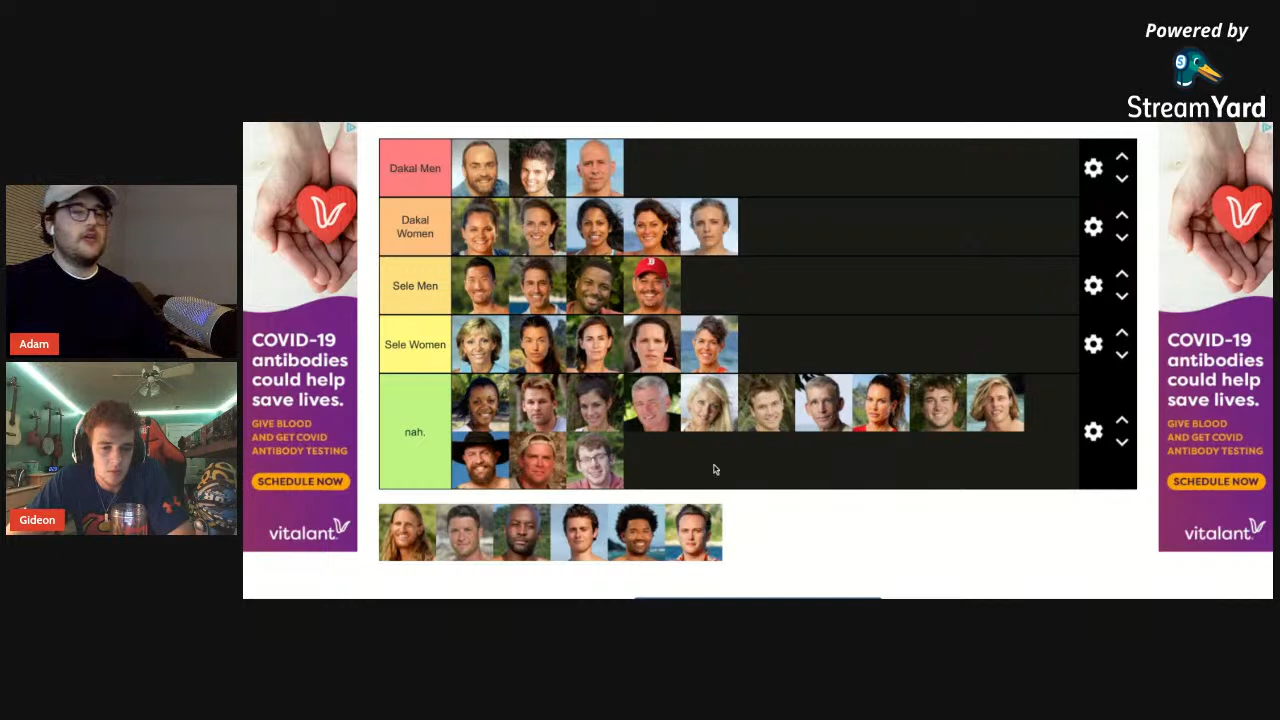 Powered by
StreamYard
Adam
Gideon
COVID-19
antibodies
could help
save lives.
GIVE BLOOD
AND GET COVID
ANTIBODY TESTING
SCHEDULE NOW
vitalant
Dakal Men
Dakal
Women
Sele Men
Sele Women
nah.
B
COVID-19
antibodies
could help
save lives.
GIVE BLOOD
AND GET COVID
ANTIBODY TESTING
SCHEDULE NOW
vitalant